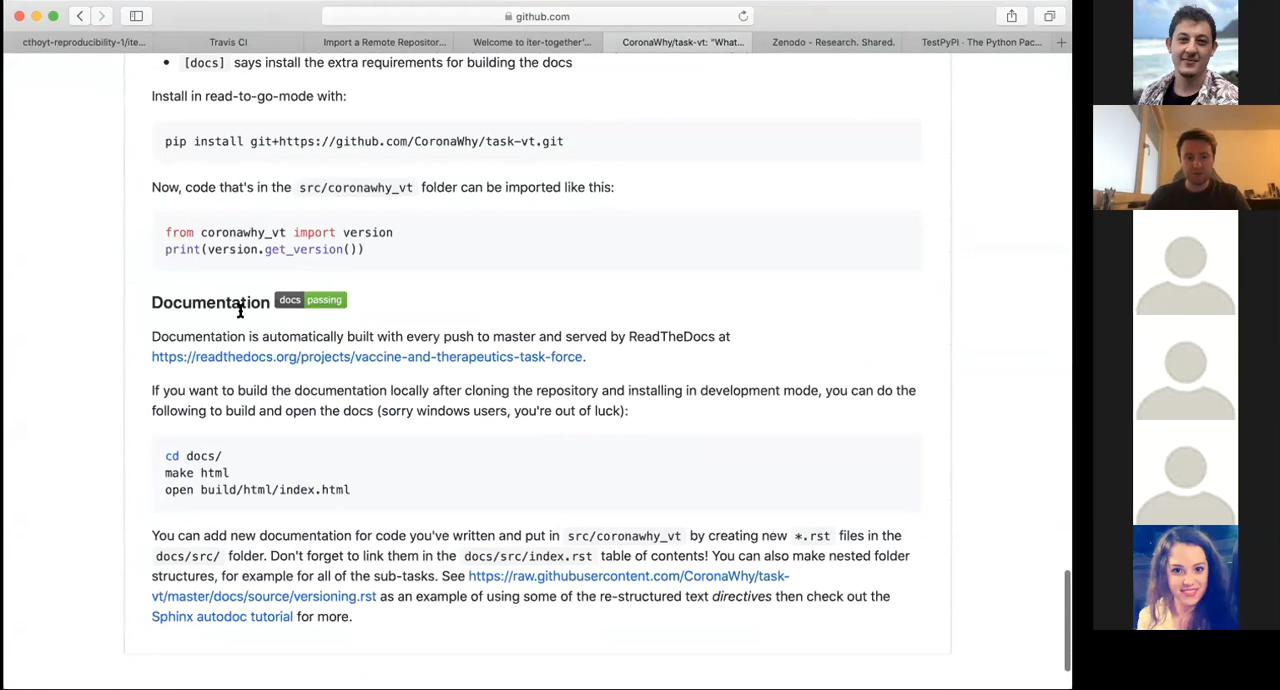 github.com
cthoyt-reproducibility-1/ite...
Travis CI
Import a Remote Repositor...
Welcome to iter-together'...
CoronaWhy/task-vt: "What...
Zenodo - Research. Shared.
TestPyPI · The Python Pac...
• [docs] says install the extra requirements for building the docs
Install in read-to-go-mode with:
pip install git+https://github.com/CoronaWhy/task-vt.git
Now, code that's in the src/coronawhy_vt folder can be imported like this:
from coronawhy_vt import version
print(version.get_version())
Documentation docs passing
Documentation is automatically built with every push to master and served by ReadTheDocs at
https://readthedocs.org/projects/vaccine-and-therapeutics-task-force.
If you want to build the documentation locally after cloning the repository and installing in development mode, you can do the
following to build and open the docs (sorry windows users, you're out of luck):
cd docs/
make html
open build/html/index.html
You can add new documentation for code you've written and put in src/coronawhy_vt by creating new *.rst files in the
docs/src/ folder. Don't forget to link them in the docs/src/index.rst table of contents! You can also make nested folder
structures, for example for all of the sub-tasks. See https://raw.githubusercontent.com/CoronaWhy/task-
vt/master/docs/source/versioning.rst as an example of using some of the re-structured text directives then check out the
Sphinx autodoc tutorial for more.